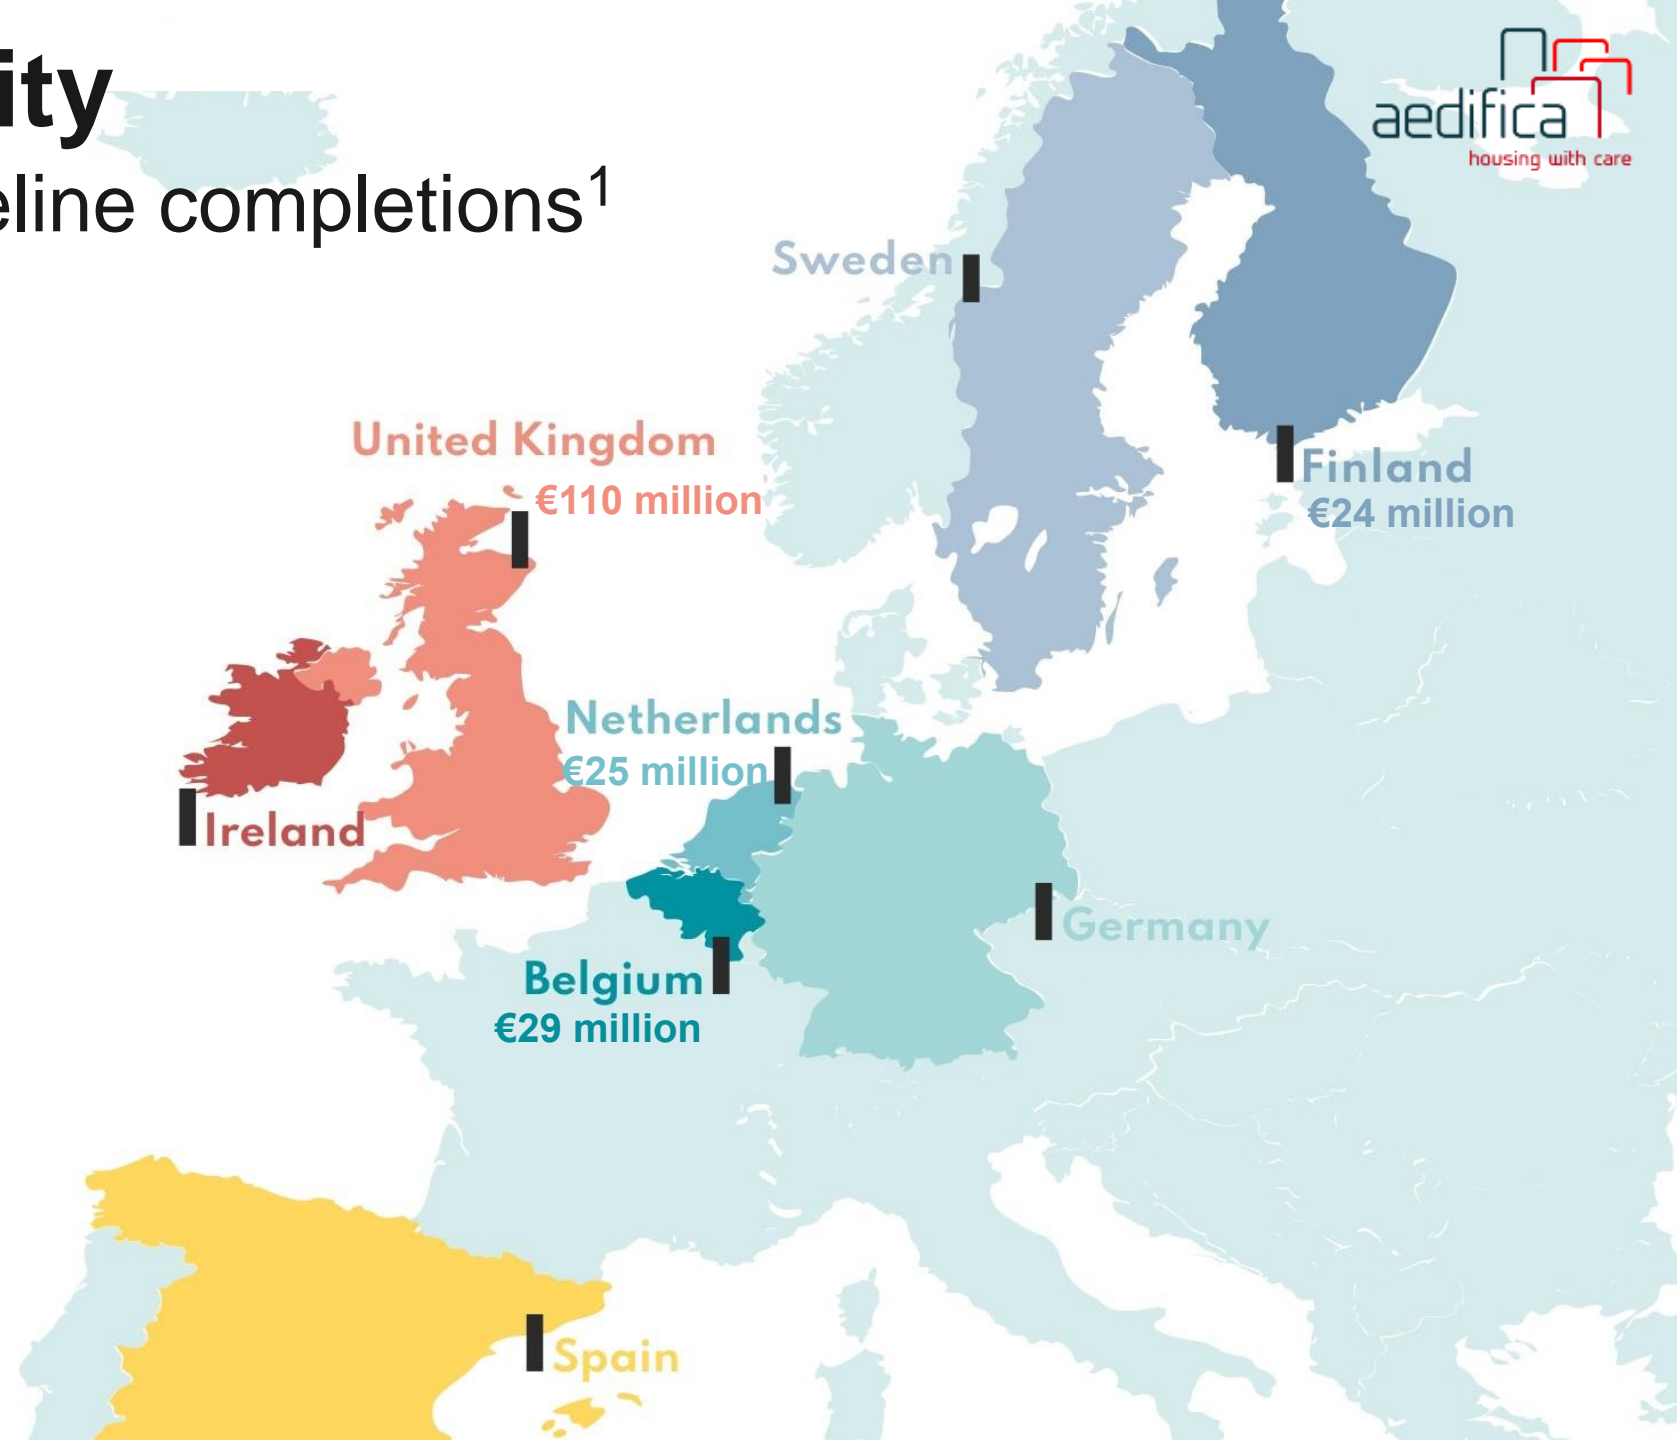 ity
eline completions¹
aedifica
housing with care
Sweden
United Kingdom
€110 million
Finland
€24 million
Netherlands
€25 million
Ireland
Germany
Belgium
€29 million
Spain